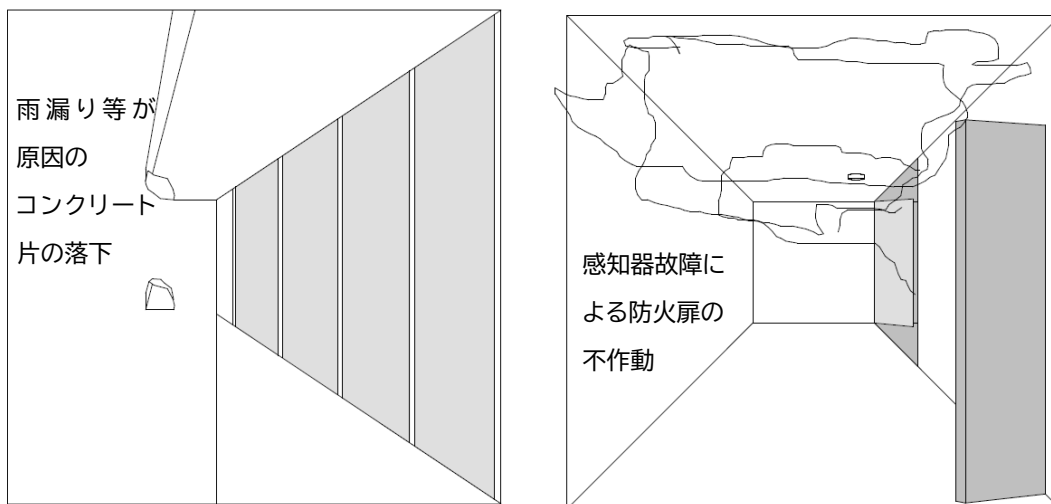 雨漏り等が
原因の
コンクリート
片の落下
感知器故障に
よる防火扉の
不作動